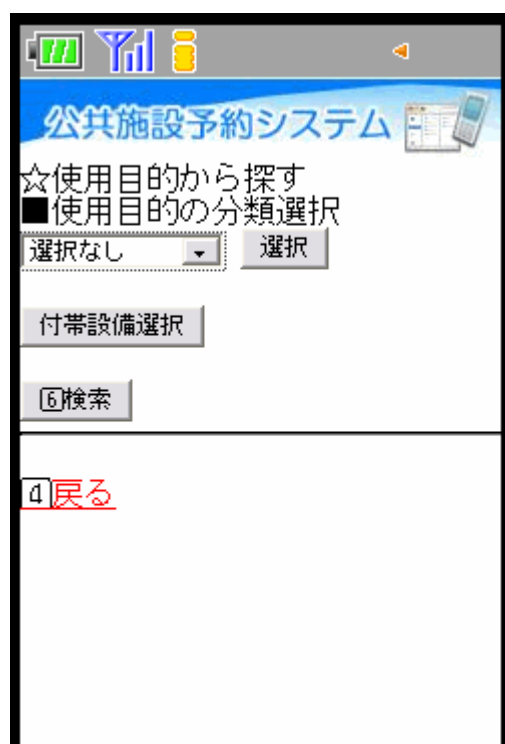 公共施設予約システム
☆使用目的から探す
■使用目的の分類選択
選択なし 選択
付帯設備選択
6検索
4戻る